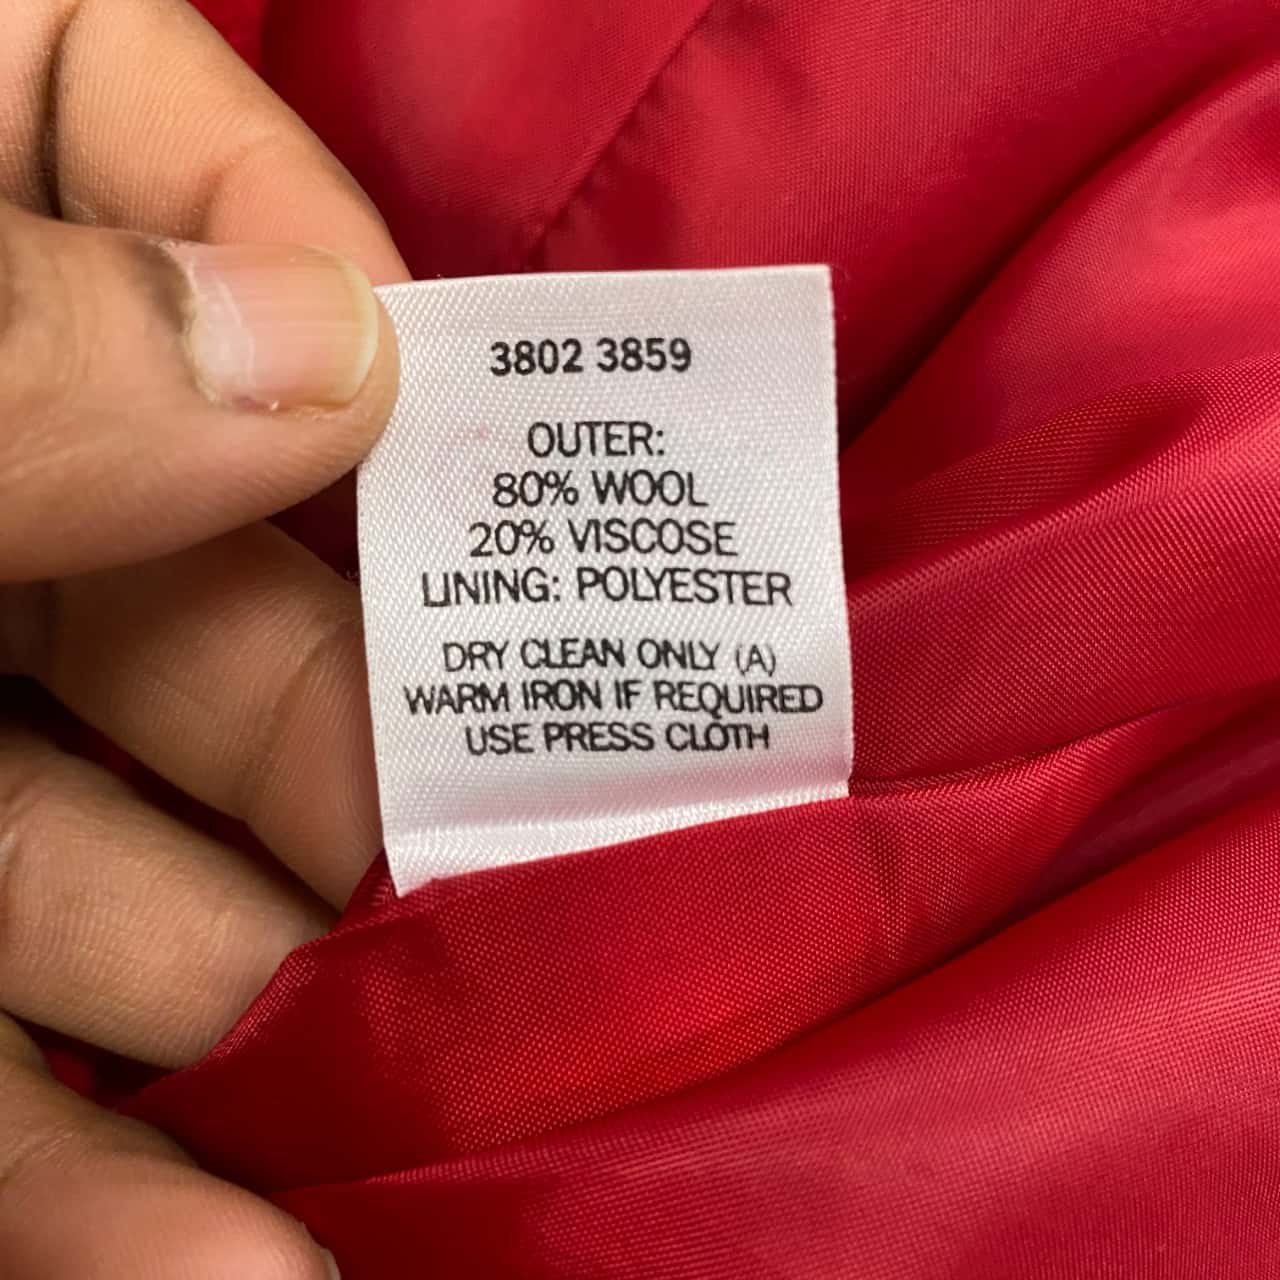 3802 3859
OUTER:
80% WOOL
20% VISCOSE
LINING: POLYESTER
DRY CLEAN ONLY (A)
WARM IRON IF REQUIRED
USE PRESS CLOTH